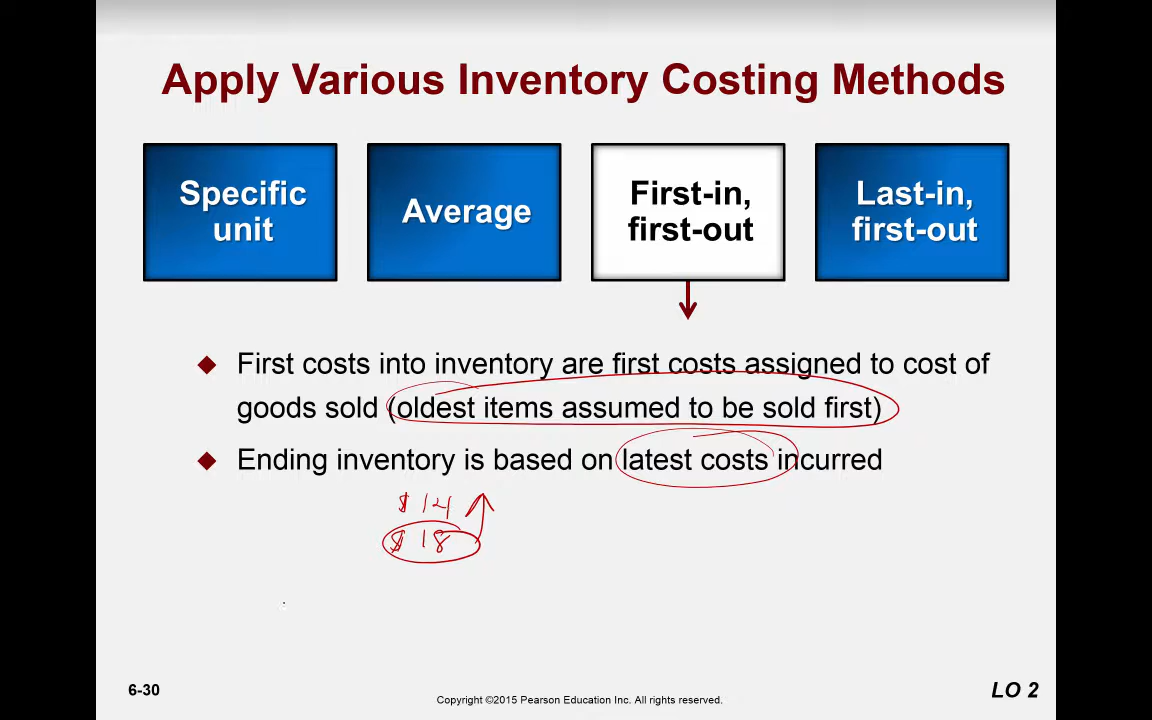 Apply Various Inventory Costing Methods
Specific
unit
Average
First-in,
first-out
Last-in,
first-out
First costs into inventory are first costs assigned to cost of
goods sold (oldest items assumed to be sold first)
Ending inventory is based on latest costs incurred
$ 14
$ 18
6-30
Copyright ©2015 Pearson Education Inc. All rights reserved.
LO 2